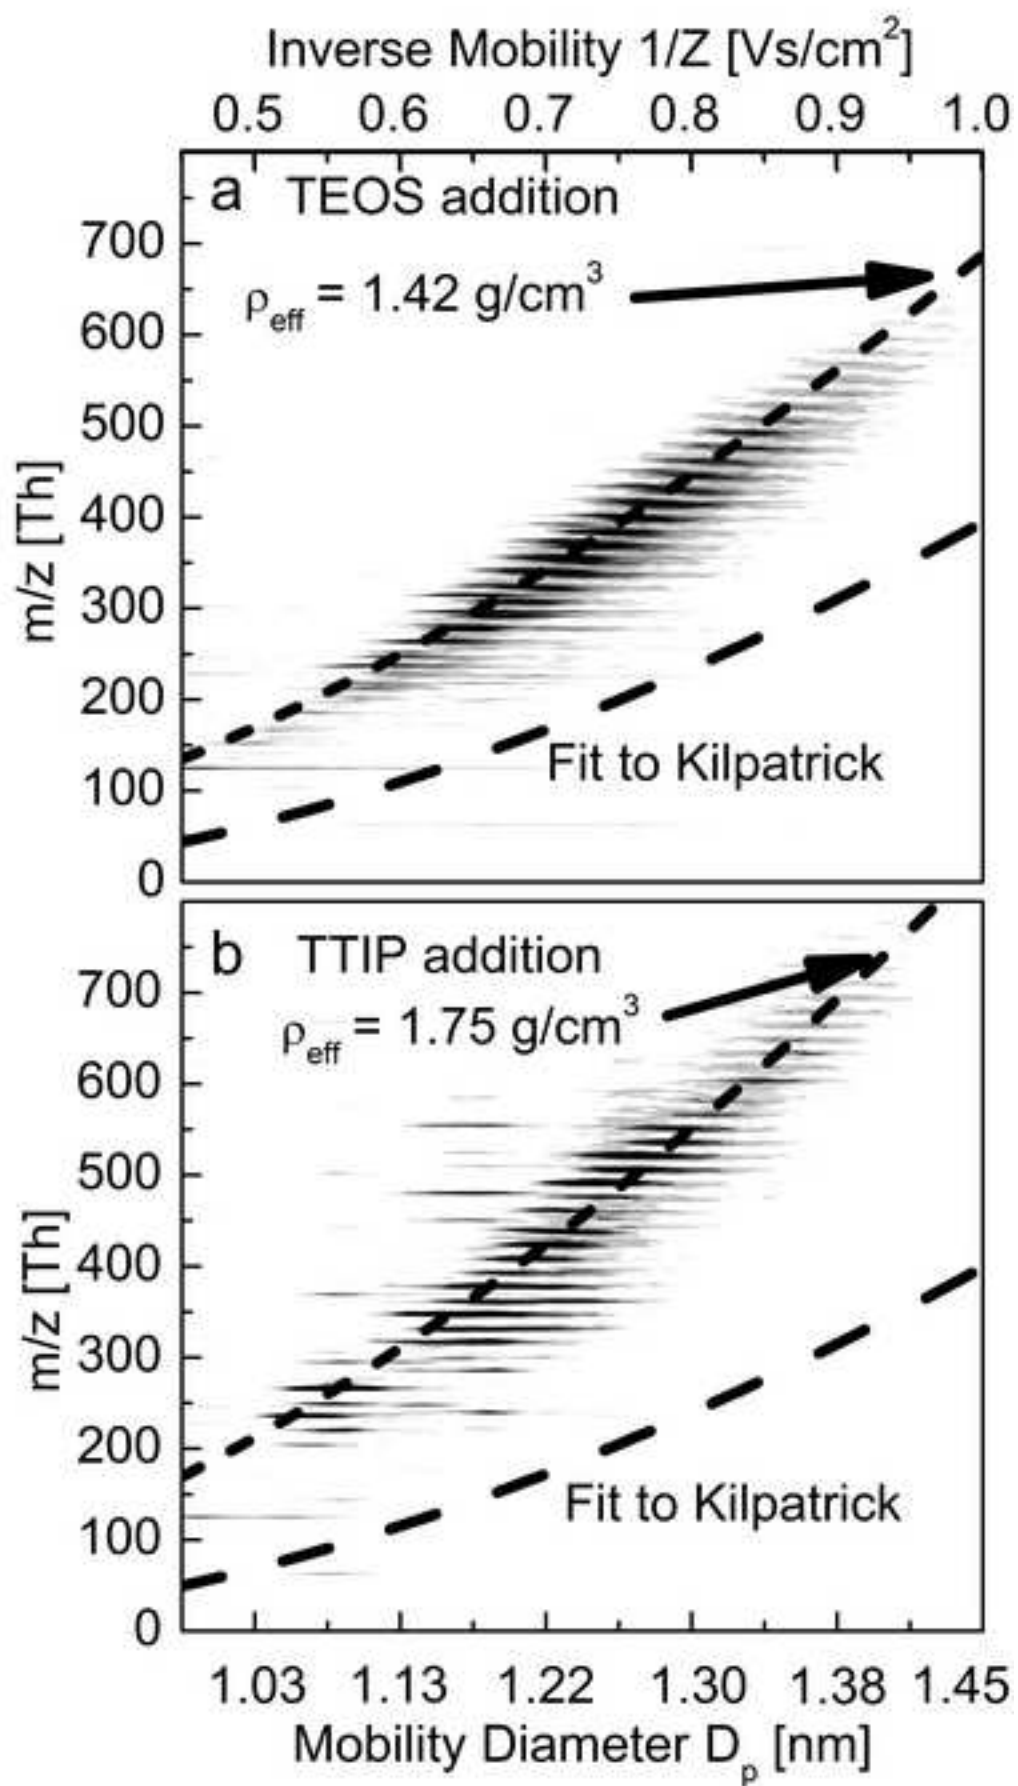 Inverse Mobility 1/Z [Vs/cm²]
0.5 0.6 0.7 0.8 0.9 1.0
a TEOS addition
ρeff = 1.42 g/cm³
700
600
500
400
300
200
100
0
m/z [Th]
Fit to Kilpatrick
b TTIP addition
ρeff = 1.75 g/cm³
700
600
500
400
300
200
100
0
m/z [Th]
Fit to Kilpatrick
1.03 1.13 1.22 1.30 1.38 1.45
Mobility Diameter Dp [nm]